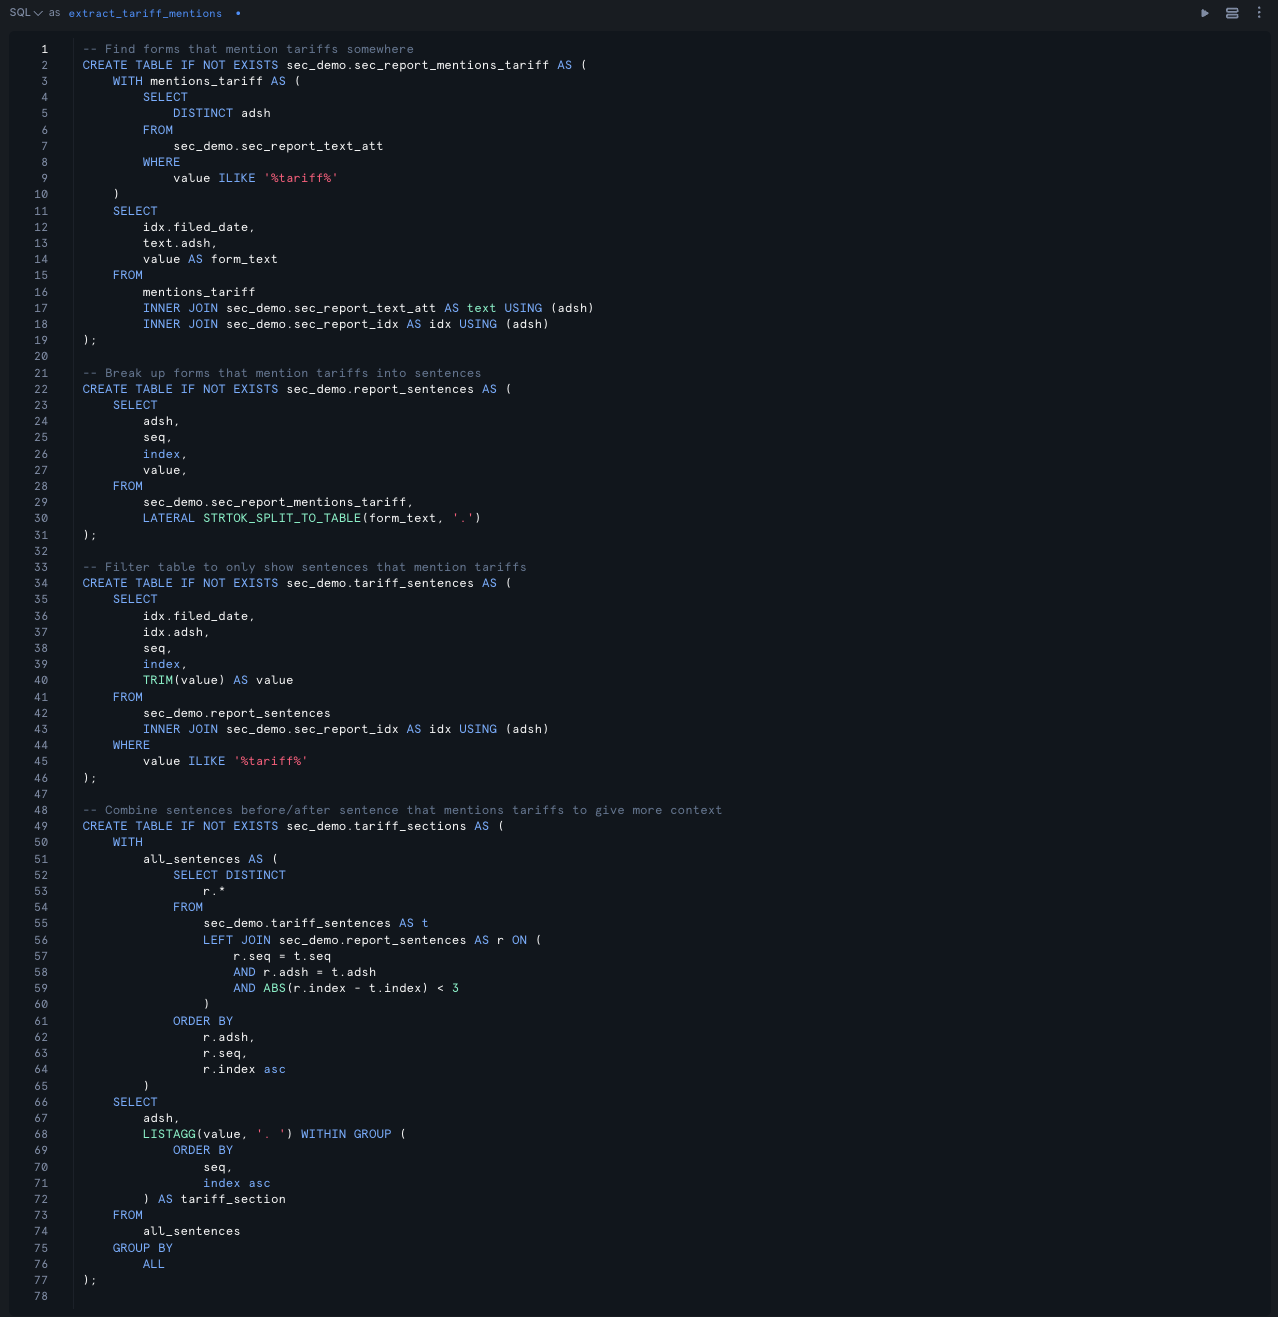 SQL as extract_tariff_mentions •
1 -- Find forms that mention tariffs somewhere
2 CREATE TABLE IF NOT EXISTS sec_demo.sec_report_mentions_tariff AS (
3     WITH mentions_tariff AS (
4         SELECT
5             DISTINCT adsh
6         FROM
7             sec_demo.sec_report_text_att
8         WHERE
9             value ILIKE '%tariff%'
10     )
11     SELECT
12         idx.filed_date,
13         text.adsh,
14         value AS form_text
15     FROM
16         mentions_tariff
17         INNER JOIN sec_demo.sec_report_text_att AS text USING (adsh)
18         INNER JOIN sec_demo.sec_report_idx AS idx USING (adsh)
19 );
20
21 -- Break up forms that mention tariffs into sentences
22 CREATE TABLE IF NOT EXISTS sec_demo.report_sentences AS (
23     SELECT
24         adsh,
25         seq,
26         index,
27         value,
28     FROM
29         sec_demo.sec_report_mentions_tariff,
30         LATERAL STRTOK_SPLIT_TO_TABLE(form_text, '.')
31 );
32
33 -- Filter table to only show sentences that mention tariffs
34 CREATE TABLE IF NOT EXISTS sec_demo.tariff_sentences AS (
35     SELECT
36         idx.filed_date,
37         idx.adsh,
38         seq,
39         index,
40         TRIM(value) AS value
41     FROM
42         sec_demo.report_sentences
43         INNER JOIN sec_demo.sec_report_idx AS idx USING (adsh)
44     WHERE
45         value ILIKE '%tariff%'
46 );
47
48 -- Combine sentences before/after sentence that mentions tariffs to give more context
49 CREATE TABLE IF NOT EXISTS sec_demo.tariff_sections AS (
50     WITH
51         all_sentences AS (
52             SELECT DISTINCT
53                 r.*
54             FROM
55                 sec_demo.tariff_sentences AS t
56                 LEFT JOIN sec_demo.report_sentences AS r ON (
57                     r.seq = t.seq
58                     AND r.adsh = t.adsh
59                     AND ABS(r.index - t.index) < 3
60                 )
61             ORDER BY
62                 r.adsh,
63                 r.seq,
64                 r.index asc
65         )
66     SELECT
67         adsh,
68         LISTAGG(value, '. ') WITHIN GROUP (
69             ORDER BY
70                 seq,
71                 index asc
72         ) AS tariff_section
73     FROM
74         all_sentences
75     GROUP BY
76         ALL
77 );
78